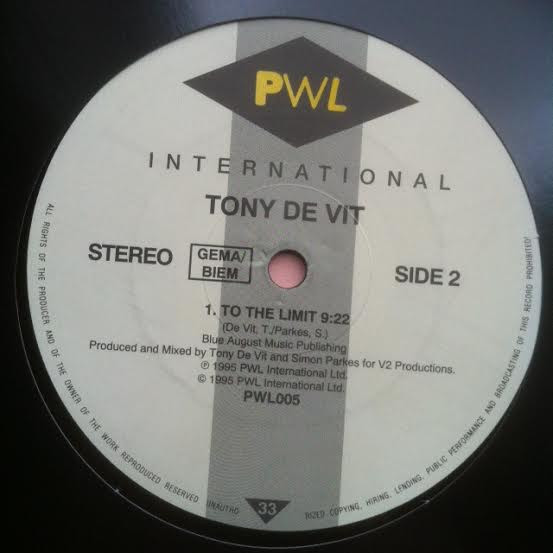 PWL
INTERNATIONAL
TONY DE VIT
STEREO
GEMA/
BIEM
SIDE 2
1. TO THE LIMIT 9:22
(De Vit, T./Parkes, S.)
Blue August Music Publishing
Produced and Mixed by Tony De Vit and Simon Parkes for V2 Productions.
℗ 1995 PWL International Ltd.
© 1995 PWL International Ltd.
PWL005
33
ALL RIGHTS OF THE PRODUCER AND OF THE OWNER OF THE WORK REPRODUCED RESERVED UNAUTHO
RIZED COPYING, HIRING, LENDING, PUBLIC PERFORMANCE AND BROADCASTING OF THIS RECORD PROHIBITED!